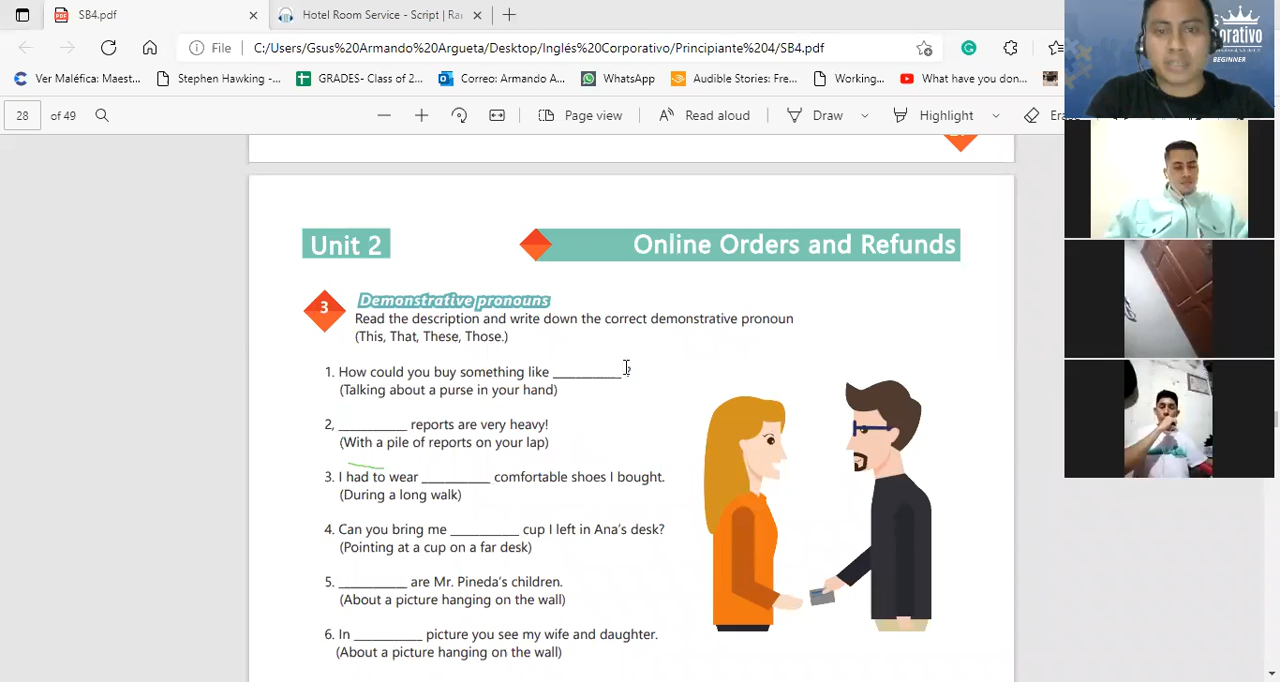 SB4.pdf
Hotel Room Service - Script | Ra
File
C:/Users/Gsus%20Armando%20Argueta/Desktop/Inglés%20Corporativo/Principiante%204/SB4.pdf
Ver Maléfica: Maest...
Stephen Hawking -...
GRADES- Class of 2...
Correo: Armando A...
WhatsApp
Audible Stories: Fre...
Working...
What have you don...
28 of 49
Page view
Read aloud
Draw
Highlight
orporativo
BEGINNER
Unit 2
Online Orders and Refunds
3
Demonstrative pronouns
Read the description and write down the correct demonstrative pronoun
(This, That, These, Those.)
1. How could you buy something like __________?
(Talking about a purse in your hand)
2, __________ reports are very heavy!
(With a pile of reports on your lap)
3. I had to wear __________ comfortable shoes I bought.
(During a long walk)
4. Can you bring me __________ cup I left in Ana's desk?
(Pointing at a cup on a far desk)
5. __________ are Mr. Pineda's children.
(About a picture hanging on the wall)
6. In __________ picture you see my wife and daughter.
(About a picture hanging on the wall)